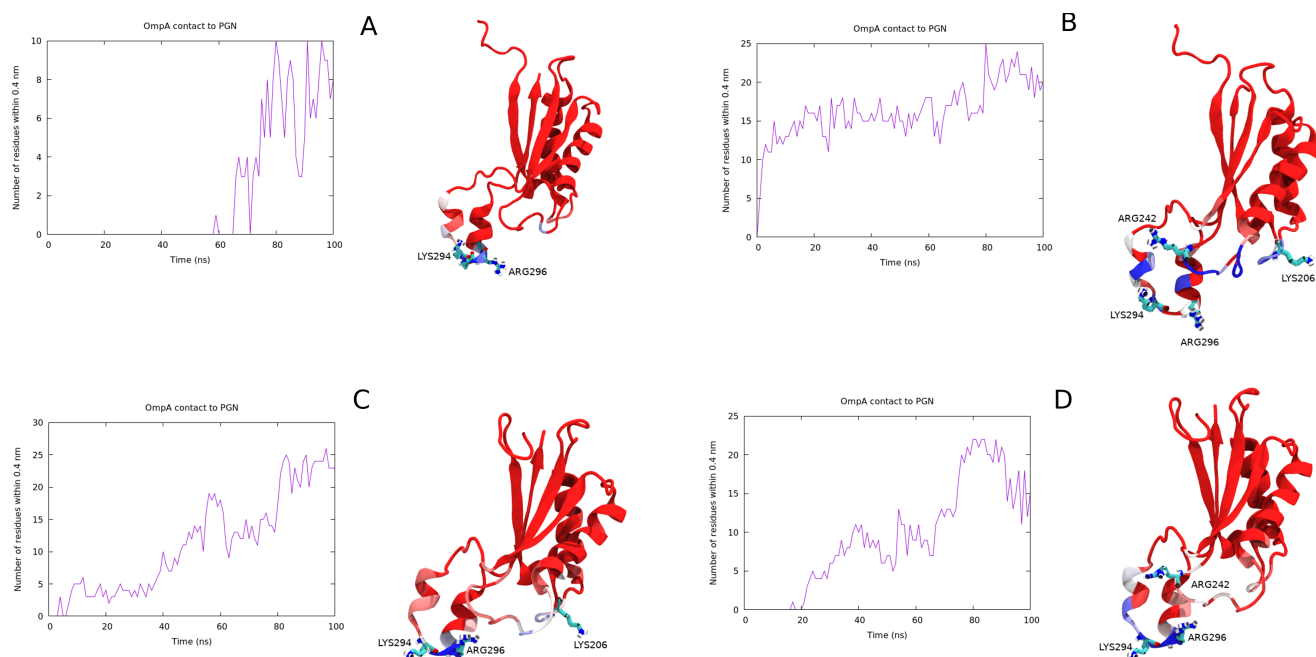 A
OmpA contact to PGN
Number of residues within 0.4 nm
10
8
6
4
2
0
0 20 40 60 80 100
Time (ns)
LYS294
ARG296
B
OmpA contact to PGN
Number of residues within 0.4 nm
25
20
15
10
5
0
0 20 40 60 80 100
Time (ns)
ARG242
LYS206
LYS294
ARG296
C
OmpA contact to PGN
Number of residues within 0.4 nm
30
25
20
15
10
5
0
0 20 40 60 80 100
Time (ns)
LYS294
ARG296
LYS206
D
OmpA contact to PGN
Number of residues within 0.4 nm
25
20
15
10
5
0
0 20 40 60 80 100
Time (ns)
ARG242
ARG296
LYS294